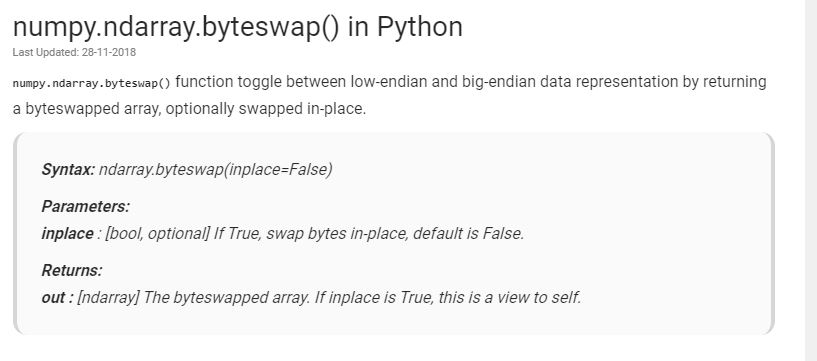 numpy.ndarray.byteswap() in Python
Last Updated: 28-11-2018
numpy.ndarray.byteswap() function toggle between low-endian and big-endian data representation by returning
a byteswapped array, optionally swapped in-place.
Syntax: ndarray.byteswap(inplace=False)
Parameters:
inplace : [bool, optional] If True, swap bytes in-place, default is False.
Returns:
out : [ndarray] The byteswapped array. If inplace is True, this is a view to self.